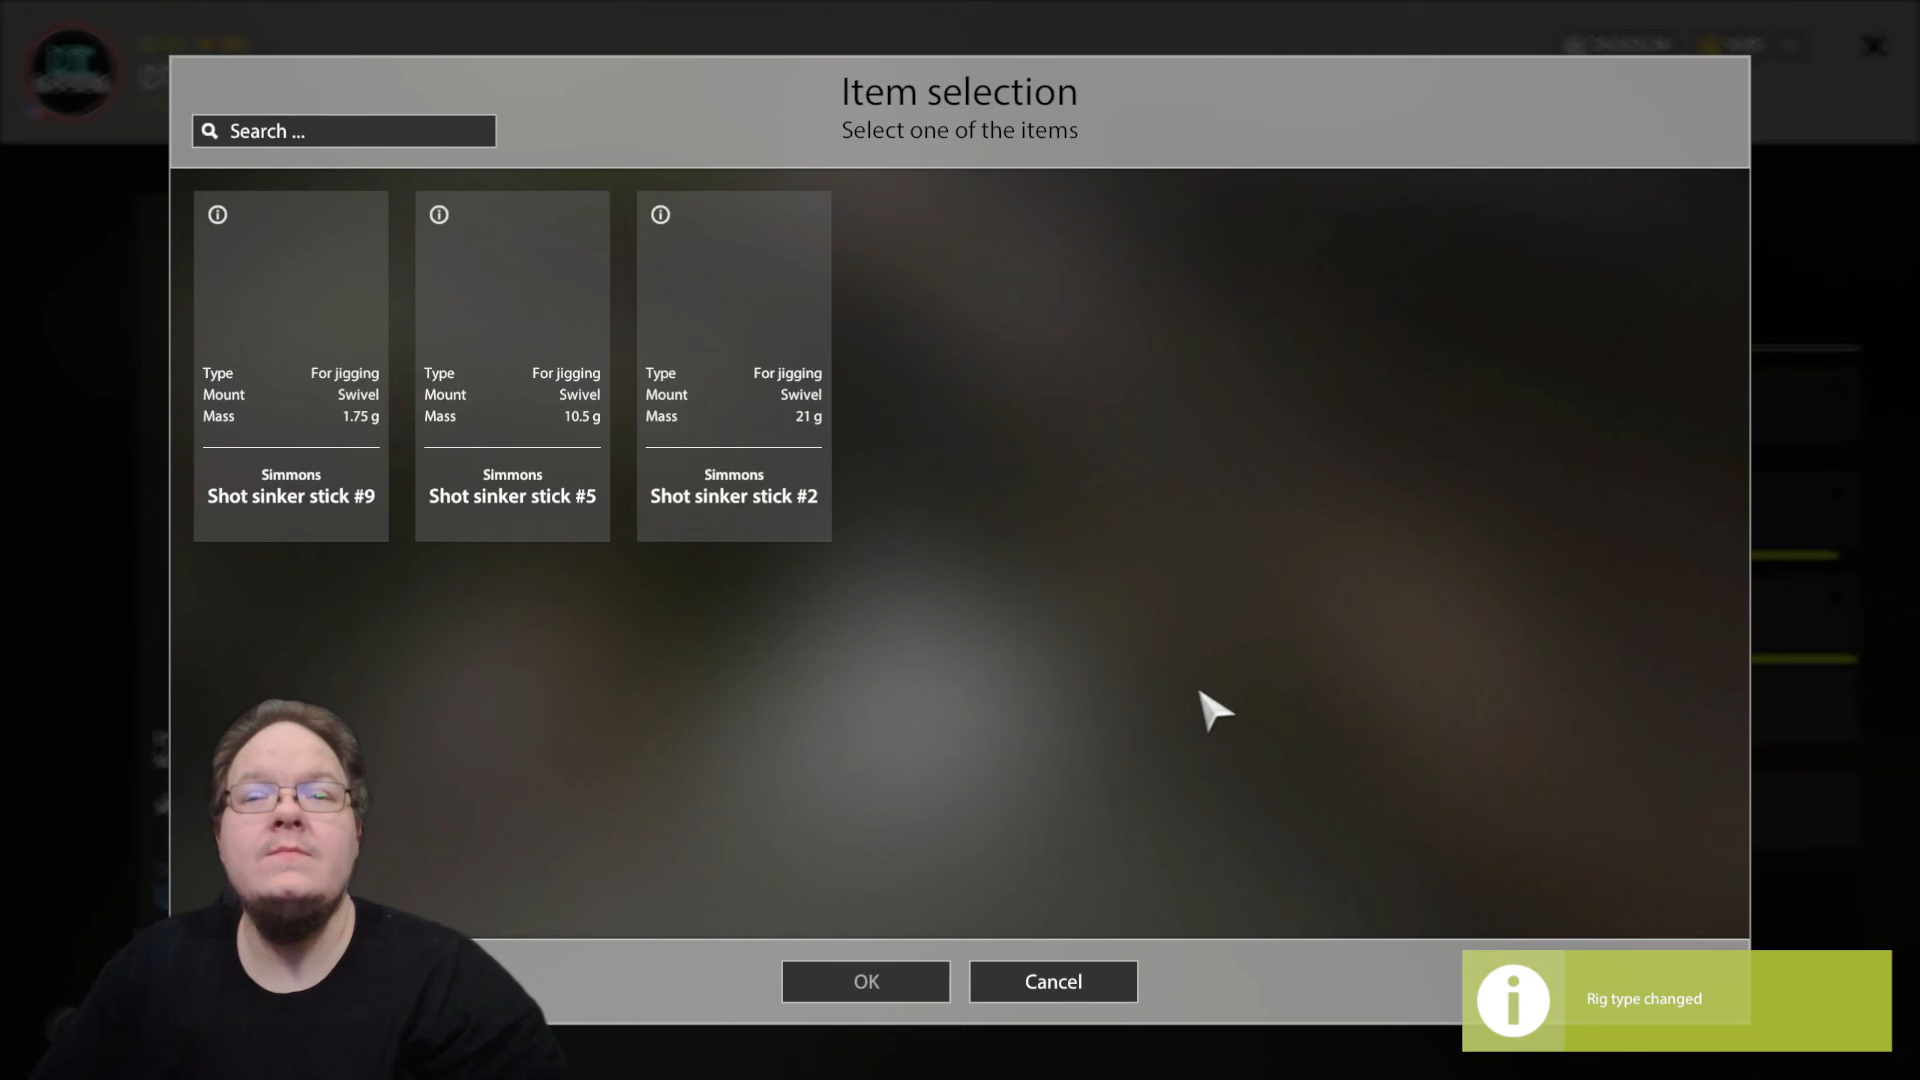 Item selection
Select one of the items
Search ...
Type For jigging
Mount Swivel
Mass 1.75 g
Simmons
Shot sinker stick #9
Type For jigging
Mount Swivel
Mass 10.5 g
Simmons
Shot sinker stick #5
Type For jigging
Mount Swivel
Mass 21 g
Simmons
Shot sinker stick #2
OK
Cancel
Rig type changed